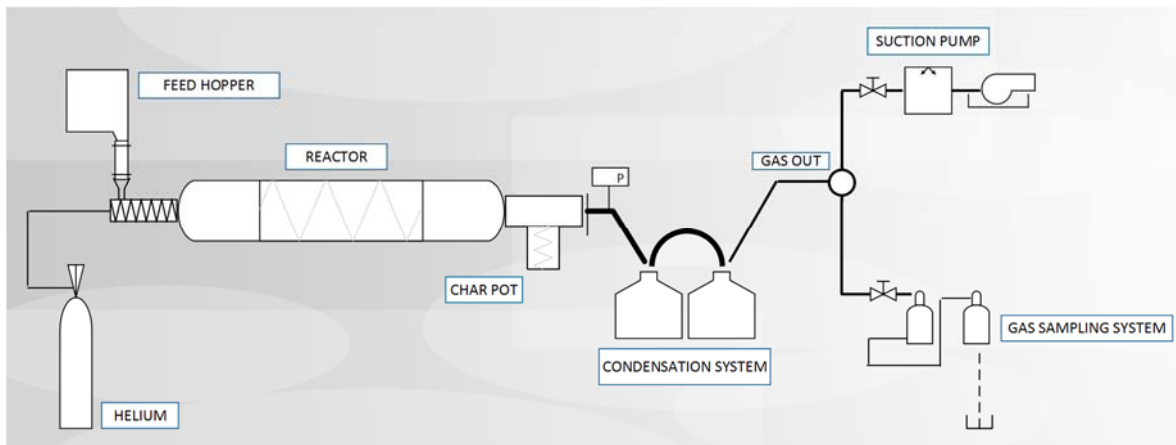 SUCTION PUMP
FEED HOPPER
REACTOR
GAS OUT
P
CHAR POT
GAS SAMPLING SYSTEM
CONDENSATION SYSTEM
HELIUM